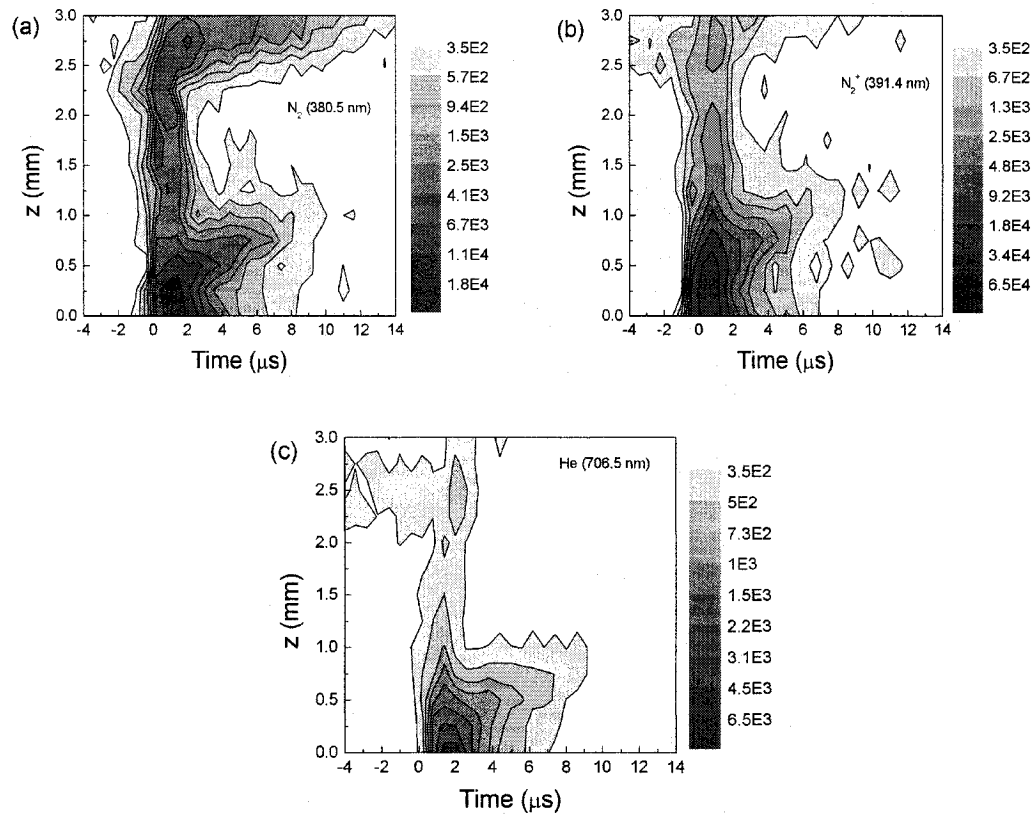 (a)
3.0
2.5
2.0
1.5
1.0
0.5
0.0
z (mm)
-4 -2 0 2 4 6 8 10 12 14
Time (μs)
N₂ (380.5 nm)
3.5E2
5.7E2
9.4E2
1.5E3
2.5E3
4.1E3
6.7E3
1.1E4
1.8E4
(b)
3.0
2.5
2.0
1.5
1.0
0.5
0.0
z (mm)
-4 -2 0 2 4 6 8 10 12 14
Time (μs)
N₂⁺ (391.4 nm)
3.5E2
6.7E2
1.3E3
2.5E3
4.8E3
9.2E3
1.8E4
3.4E4
6.5E4
(c)
3.0
2.5
2.0
1.5
1.0
0.5
0.0
z (mm)
-4 -2 0 2 4 6 8 10 12 14
Time (μs)
He (706.5 nm)
3.5E2
5E2
7.3E2
1E3
1.5E3
2.2E3
3.1E3
4.5E3
6.5E3